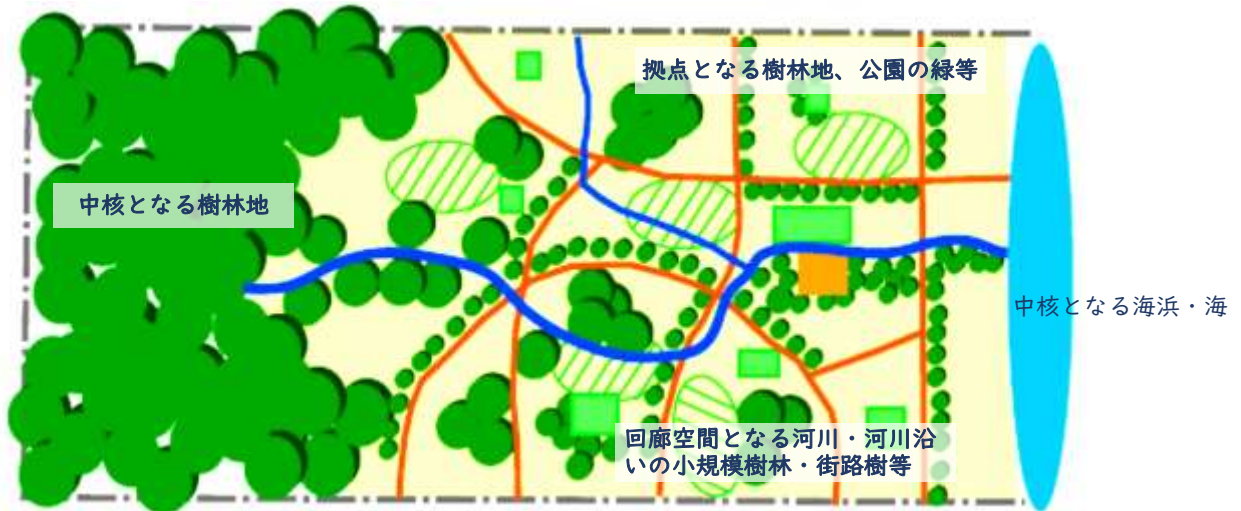 拠点となる樹林地、公園の緑等
中核となる樹林地
中核となる海浜・海
回廊空間となる河川・河川沿
いの小規模樹林・街路樹等